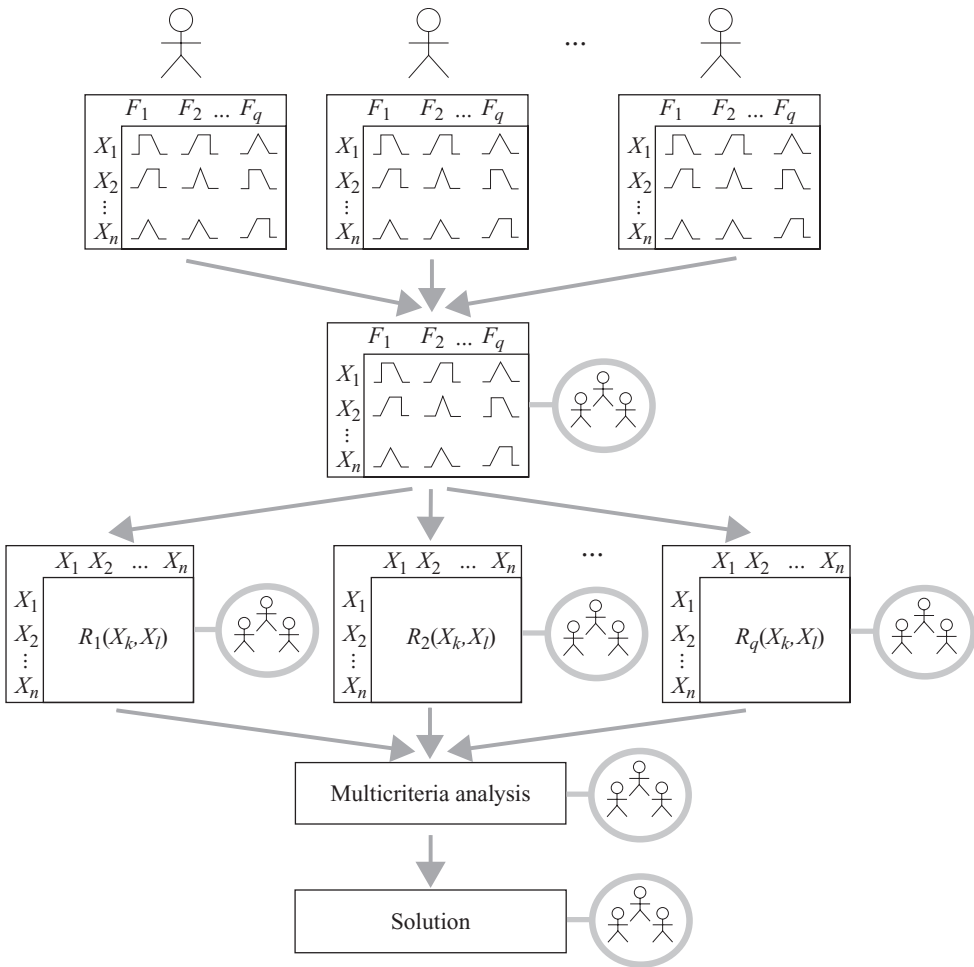 ...
F1 F2 ... Fq
X1
X2
⋮
Xn
F1 F2 ... Fq
X1
X2
⋮
Xn
F1 F2 ... Fq
X1
X2
⋮
Xn
F1 F2 ... Fq
X1
X2
⋮
Xn
...
X1 X2 ... Xn
X1
X2
⋮
Xn
R1(Xk,Xl)
X1 X2 ... Xn
X1
X2
⋮
Xn
R2(Xk,Xl)
X1 X2 ... Xn
X1
X2
⋮
Xn
Rq(Xk,Xl)
Multicriteria analysis
Solution